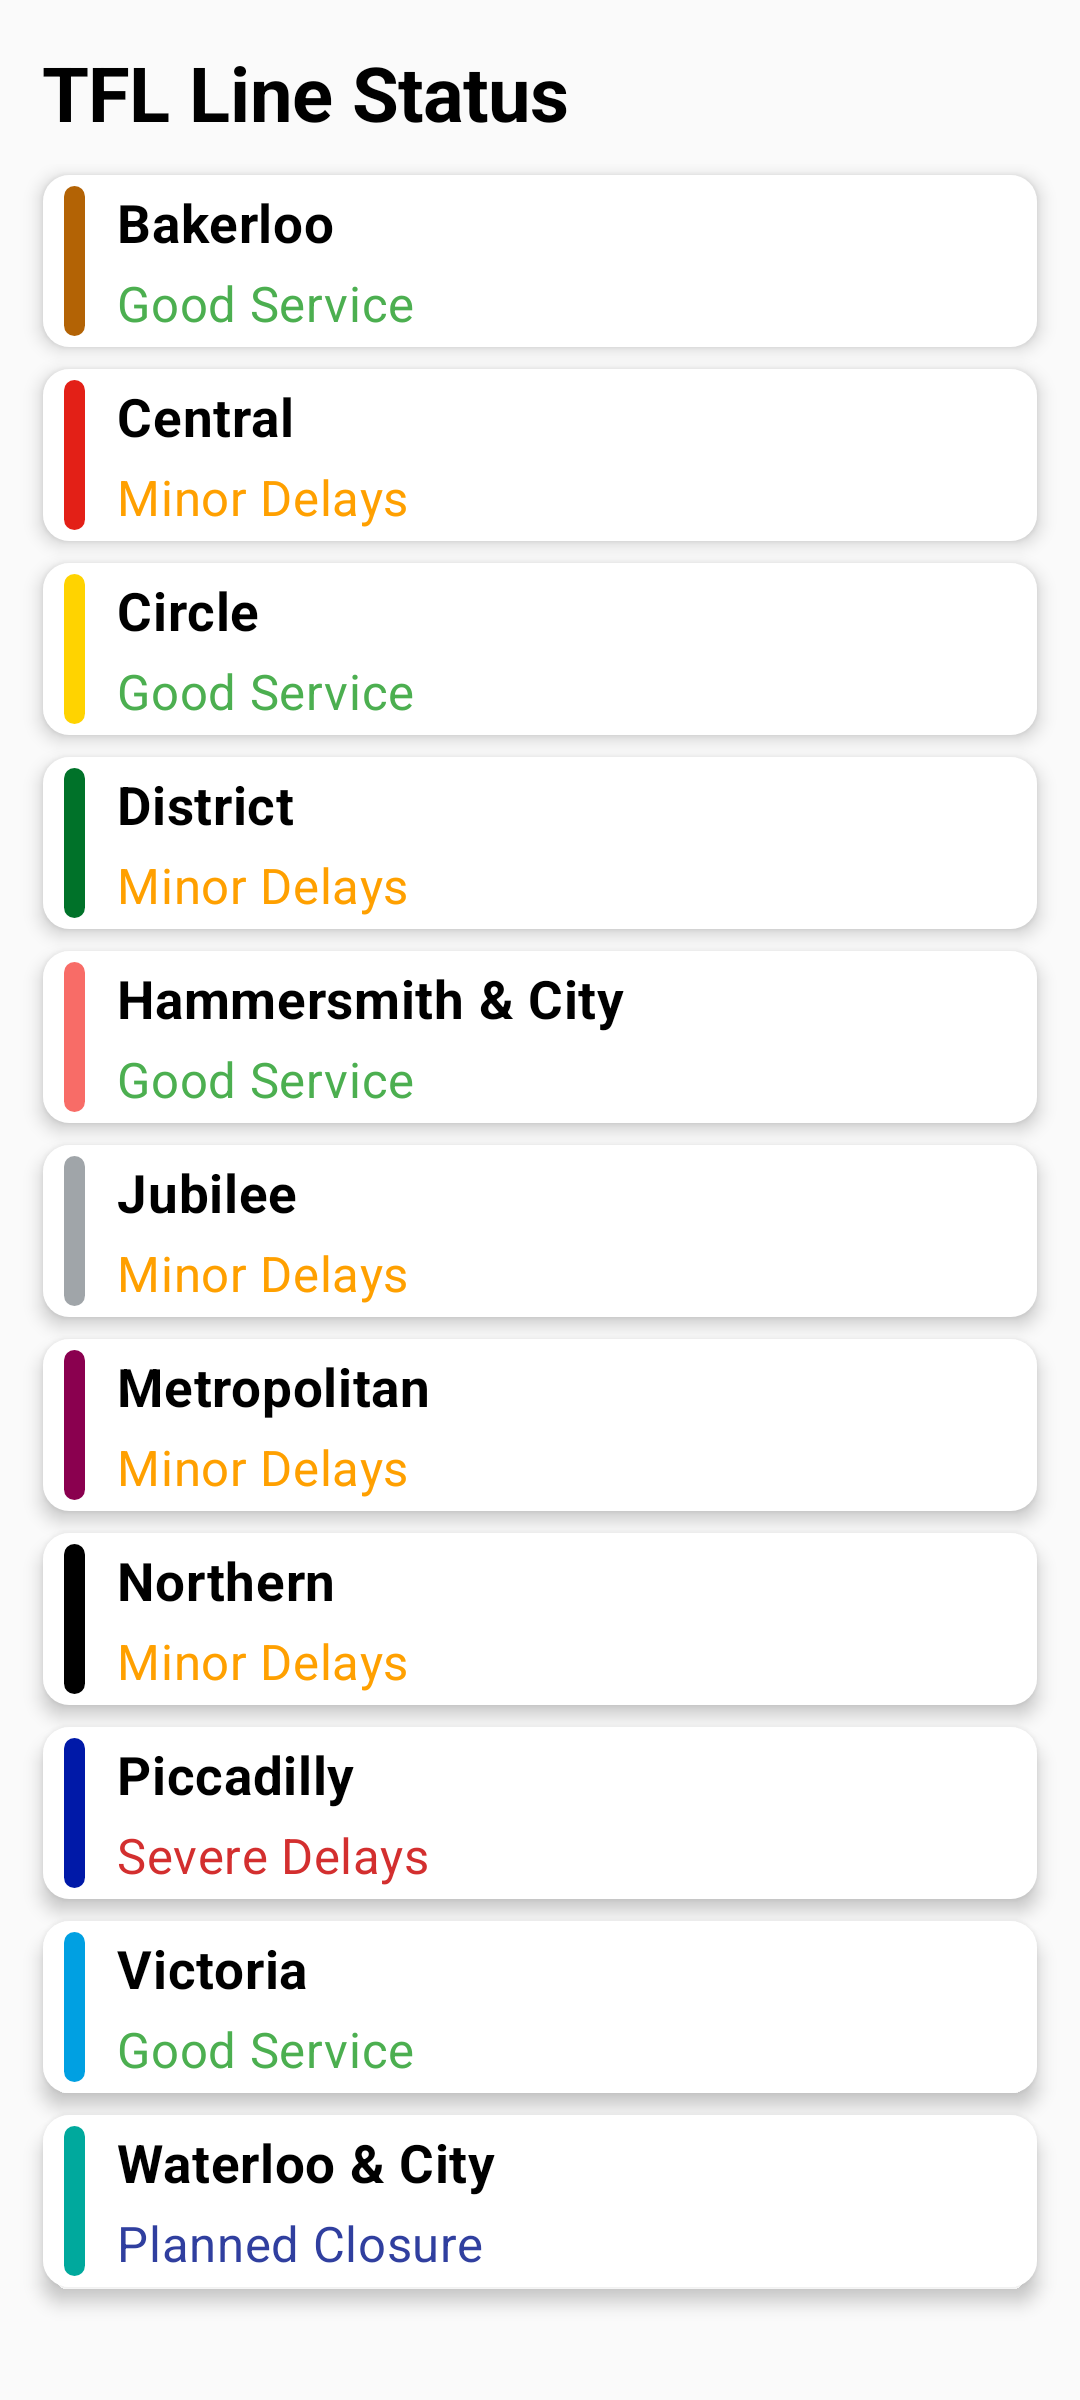 TFL Line Status
Bakerloo
Good Service
Central
Minor Delays
Circle
Good Service
District
Minor Delays
Hammersmith & City
Good Service
Jubilee
Minor Delays
Metropolitan
Minor Delays
Northern
Minor Delays
Piccadilly
Severe Delays
Victoria
Good Service
Waterloo & City
Planned Closure